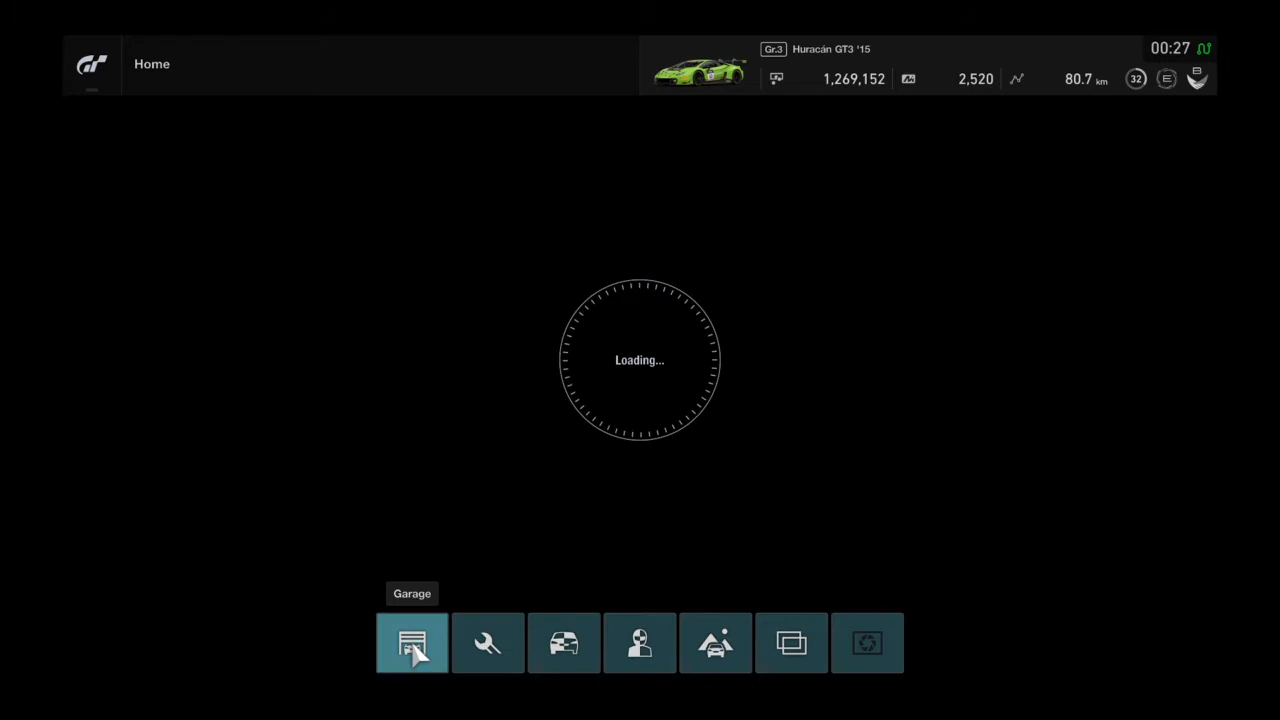 GT
Home
Gr.3 Huracán GT3 '15
00:27
1,269,152
2,520
80.7 km
32
E
B
Loading...
Garage